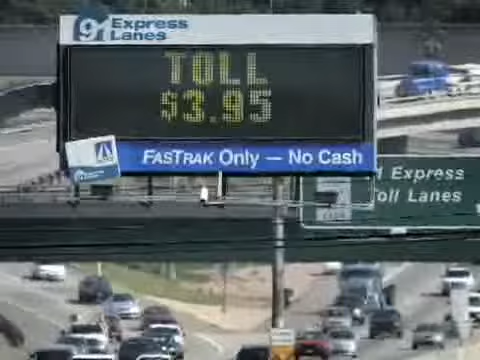 91 Express
Lanes
TOLL
$3.95
FASTRAK Only — No Cash
Express
Toll Lanes